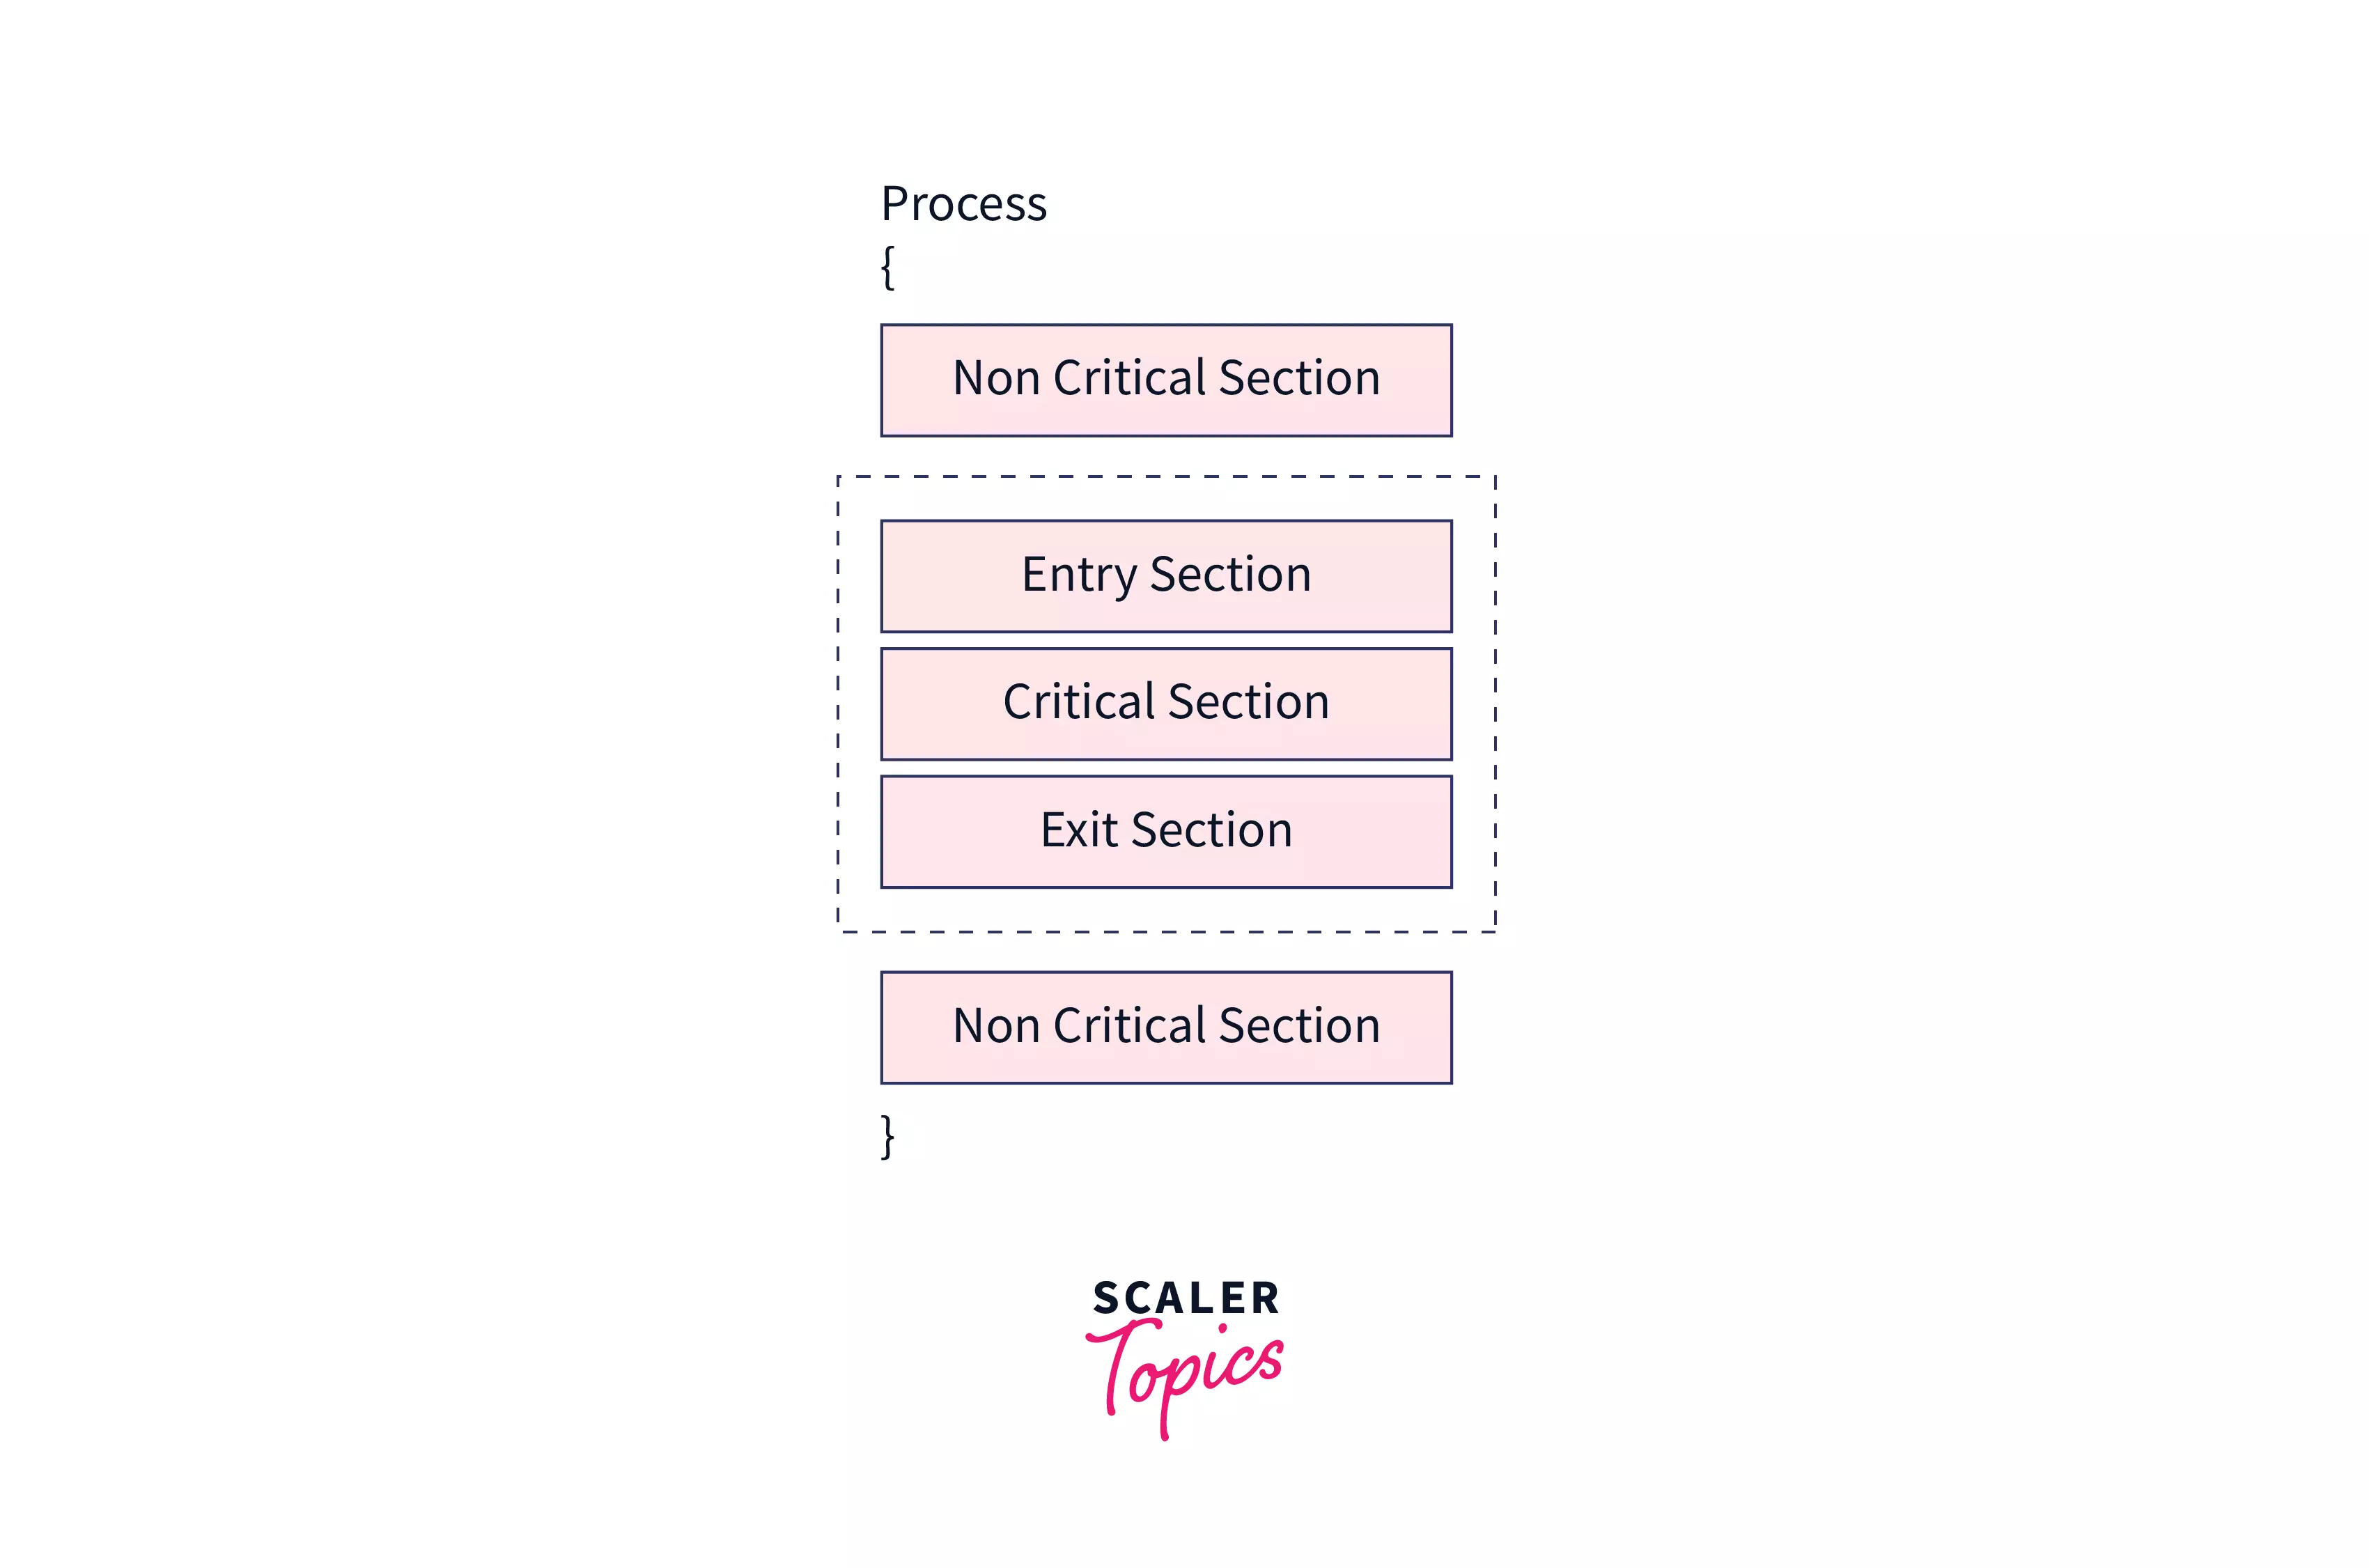 Process
{
Non Critical Section
Entry Section
Critical Section
Exit Section
Non Critical Section
}
SCALER
Topics